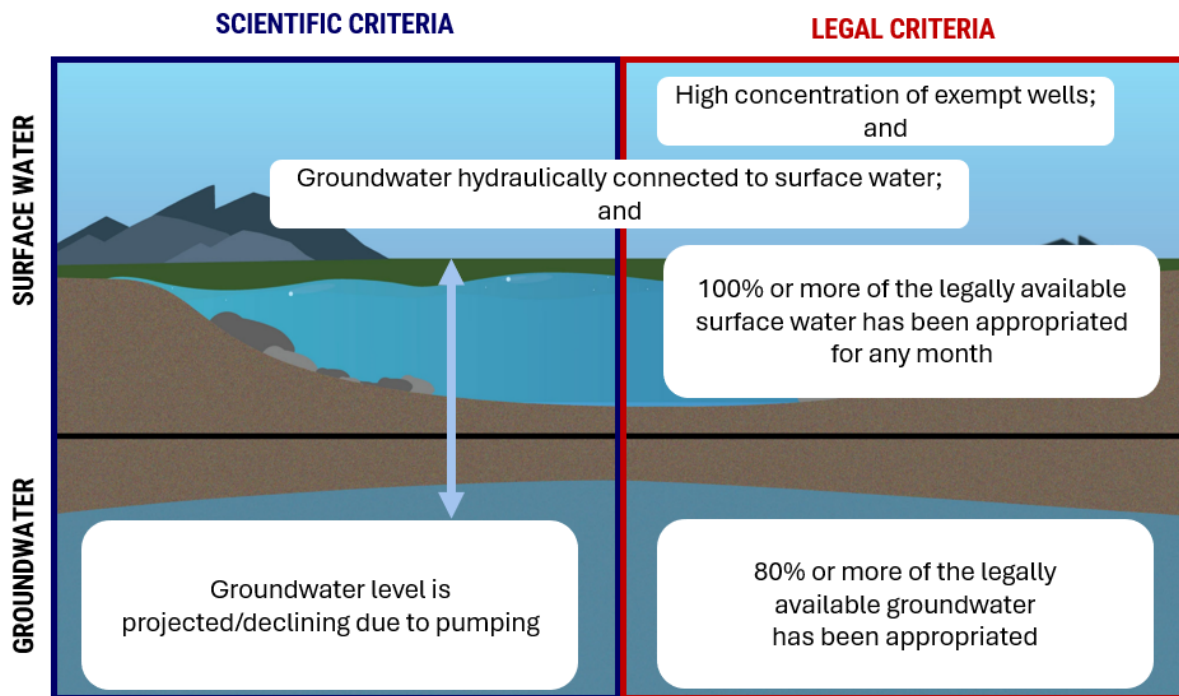 SCIENTIFIC CRITERIA
LEGAL CRITERIA
SURFACE WATER
High concentration of exempt wells;
and
Groundwater hydraulically connected to surface water;
and
100% or more of the legally available
surface water has been appropriated
for any month
GROUNDWATER
Groundwater level is
projected/declining due to pumping
80% or more of the legally
available groundwater
has been appropriated